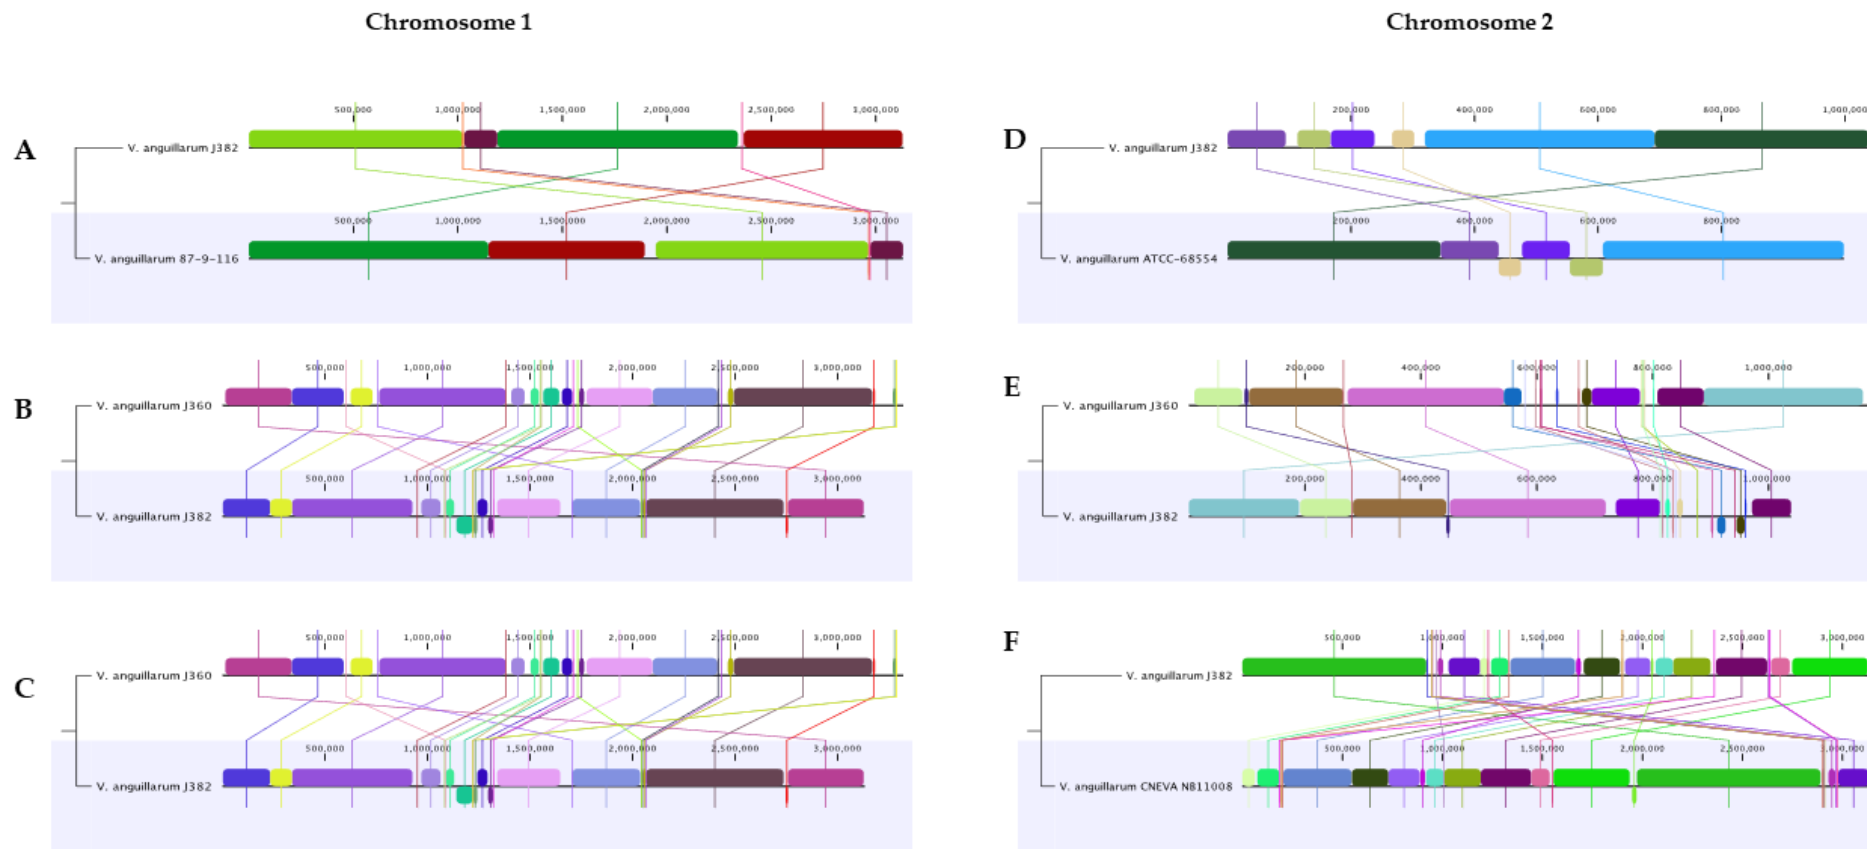 Chromosome 1
Chromosome 2
A
500,000 1,000,000 1,500,000 2,000,000 2,500,000 3,000,000
V. anguillarum J382
500,000 1,000,000 1,500,000 2,000,000 2,500,000 3,000,000
V. anguillarum 87-9-116
D
200,000 400,000 600,000 800,000 1,000,000
V. anguillarum J382
200,000 400,000 600,000 800,000
V. anguillarum ATCC-68554
B
500,000 1,000,000 1,500,000 2,000,000 2,500,000 3,000,000
V. anguillarum J360
500,000 1,000,000 1,500,000 2,000,000 2,500,000 3,000,000
V. anguillarum J382
E
200,000 400,000 600,000 800,000 1,000,000
V. anguillarum J360
200,000 400,000 600,000 800,000 1,000,000
V. anguillarum J382
C
500,000 1,000,000 1,500,000 2,000,000 2,500,000 3,000,000
V. anguillarum J360
500,000 1,000,000 1,500,000 2,000,000 2,500,000 3,000,000
V. anguillarum J382
F
500,000 1,000,000 1,500,000 2,000,000 2,500,000 3,000,000
V. anguillarum J382
500,000 1,000,000 1,500,000 2,000,000 2,500,000 3,000,000
V. anguillarum CNEVA NB11008